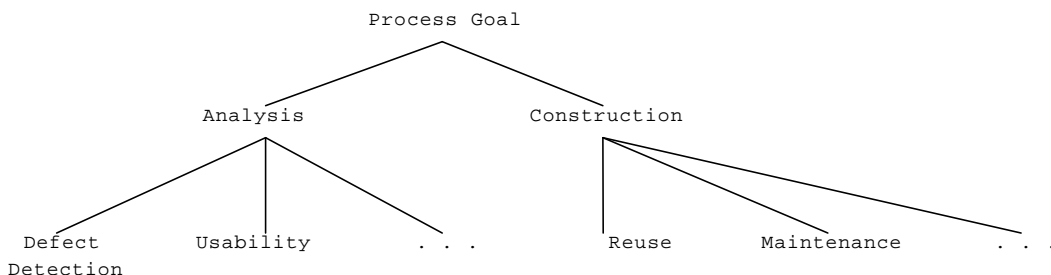 Process Goal
Analysis Construction
Defect Usability . . . Reuse Maintenance . . .
Detection